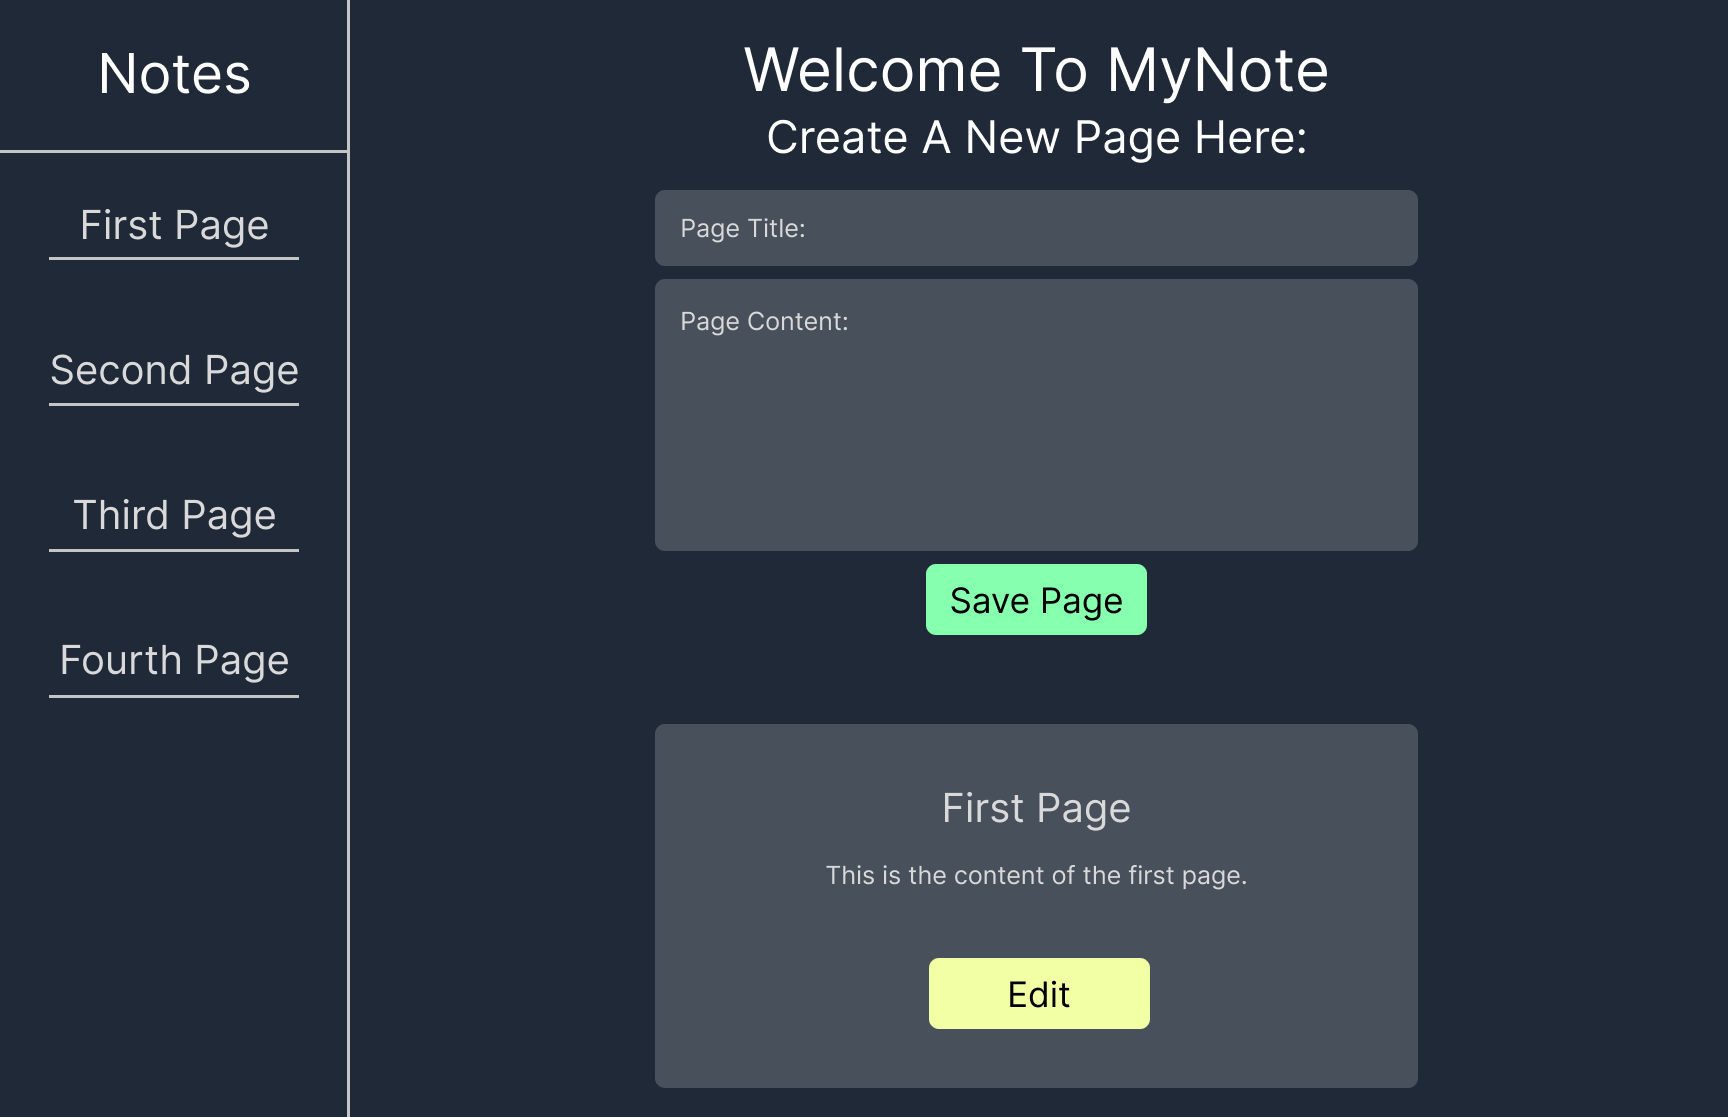 Notes
First Page
Second Page
Third Page
Fourth Page
Welcome To MyNote
Create A New Page Here:
Page Title:
Page Content:
Save Page
First Page
This is the content of the first page.
Edit